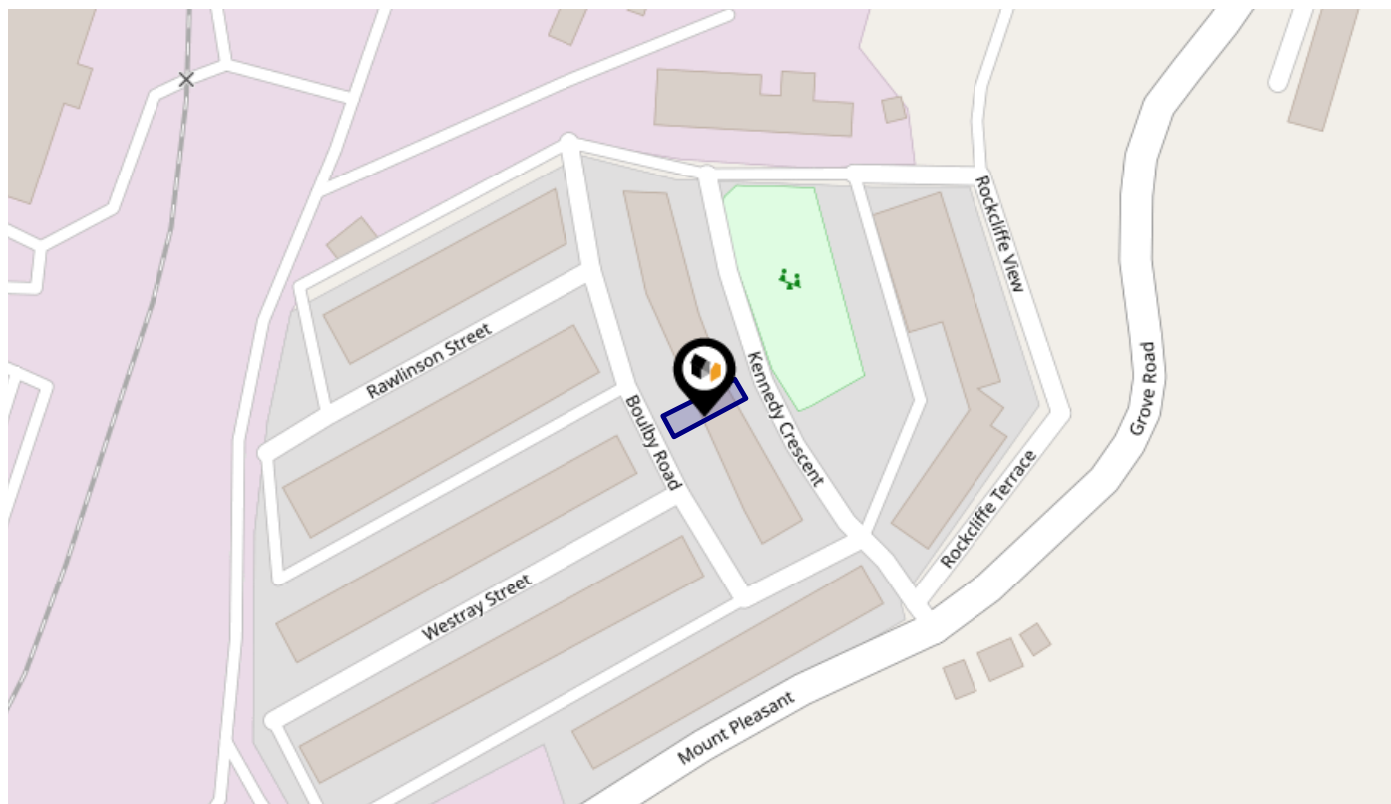 Rockcliffe View
Rawlinson Street
Kennedy Crescent
Grove Road
Boulby Road
Rockcliffe Terrace
Westray Street
Mount Pleasant